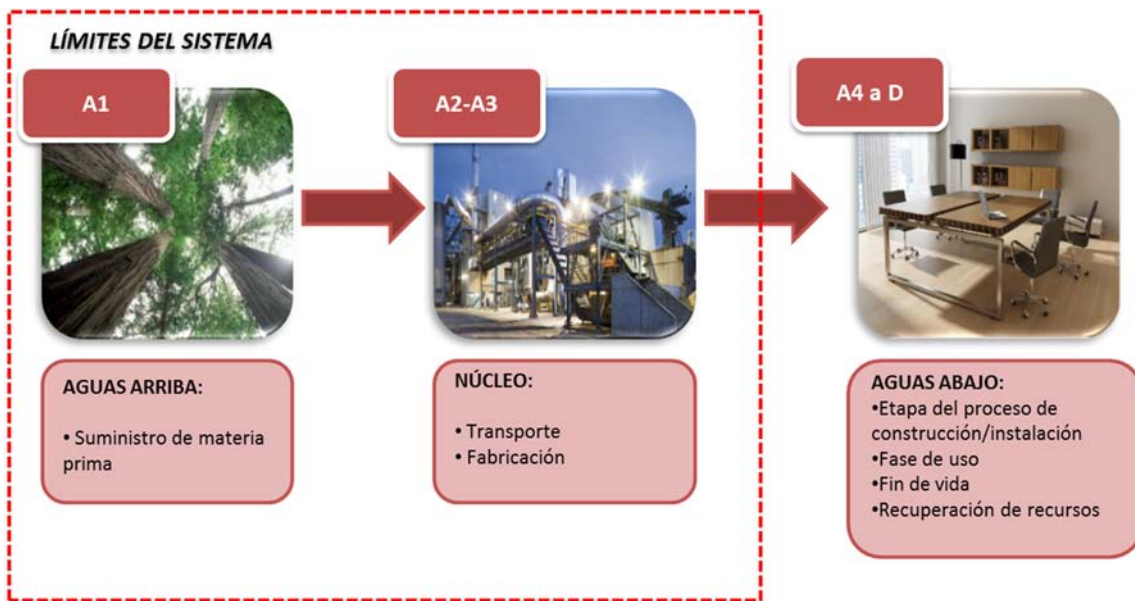 LÍMITES DEL SISTEMA
A1
A2-A3
A4 a D
AGUAS ARRIBA:
• Suministro de materia
prima
NÚCLEO:
• Transporte
• Fabricación
AGUAS ABAJO:
•Etapa del proceso de
construcción/instalación
•Fase de uso
•Fin de vida
•Recuperación de recursos